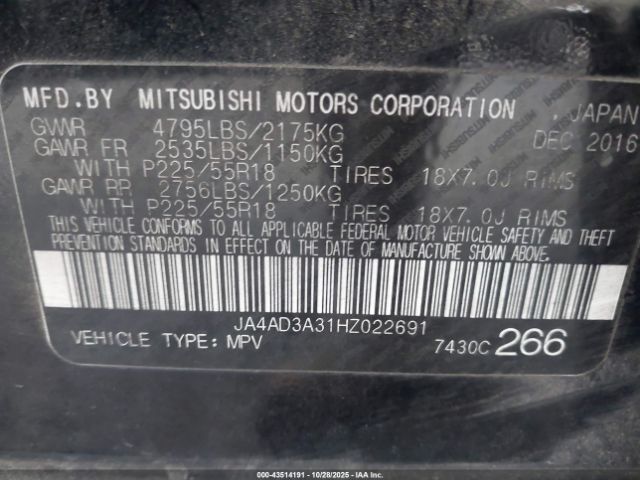 MFD.BY MITSUBISHI MOTORS CORPORATION , JAPAN
GVWR 4795LBS/2175KG DEC 2016
GAWR FR 2535LBS/1150KG
WITH P225/55R18 TIRES 18X7.0J RIMS
GAWR RR 2756LBS/1250KG
WITH P225/55R18 TIRES 18X7.0J RIMS
THIS VEHICLE CONFORMS TO ALL APPLICABLE FEDERAL MOTOR VEHICLE SAFETY AND THEFT
PREVENTION STANDARDS IN EFFECT ON THE DATE OF MANUFACTURE SHOWN ABOVE.
JA4AD3A31HZ022691
VEHICLE TYPE: MPV 7430C 266
000-43514191 - 10/28/2025 - IAAI.COM